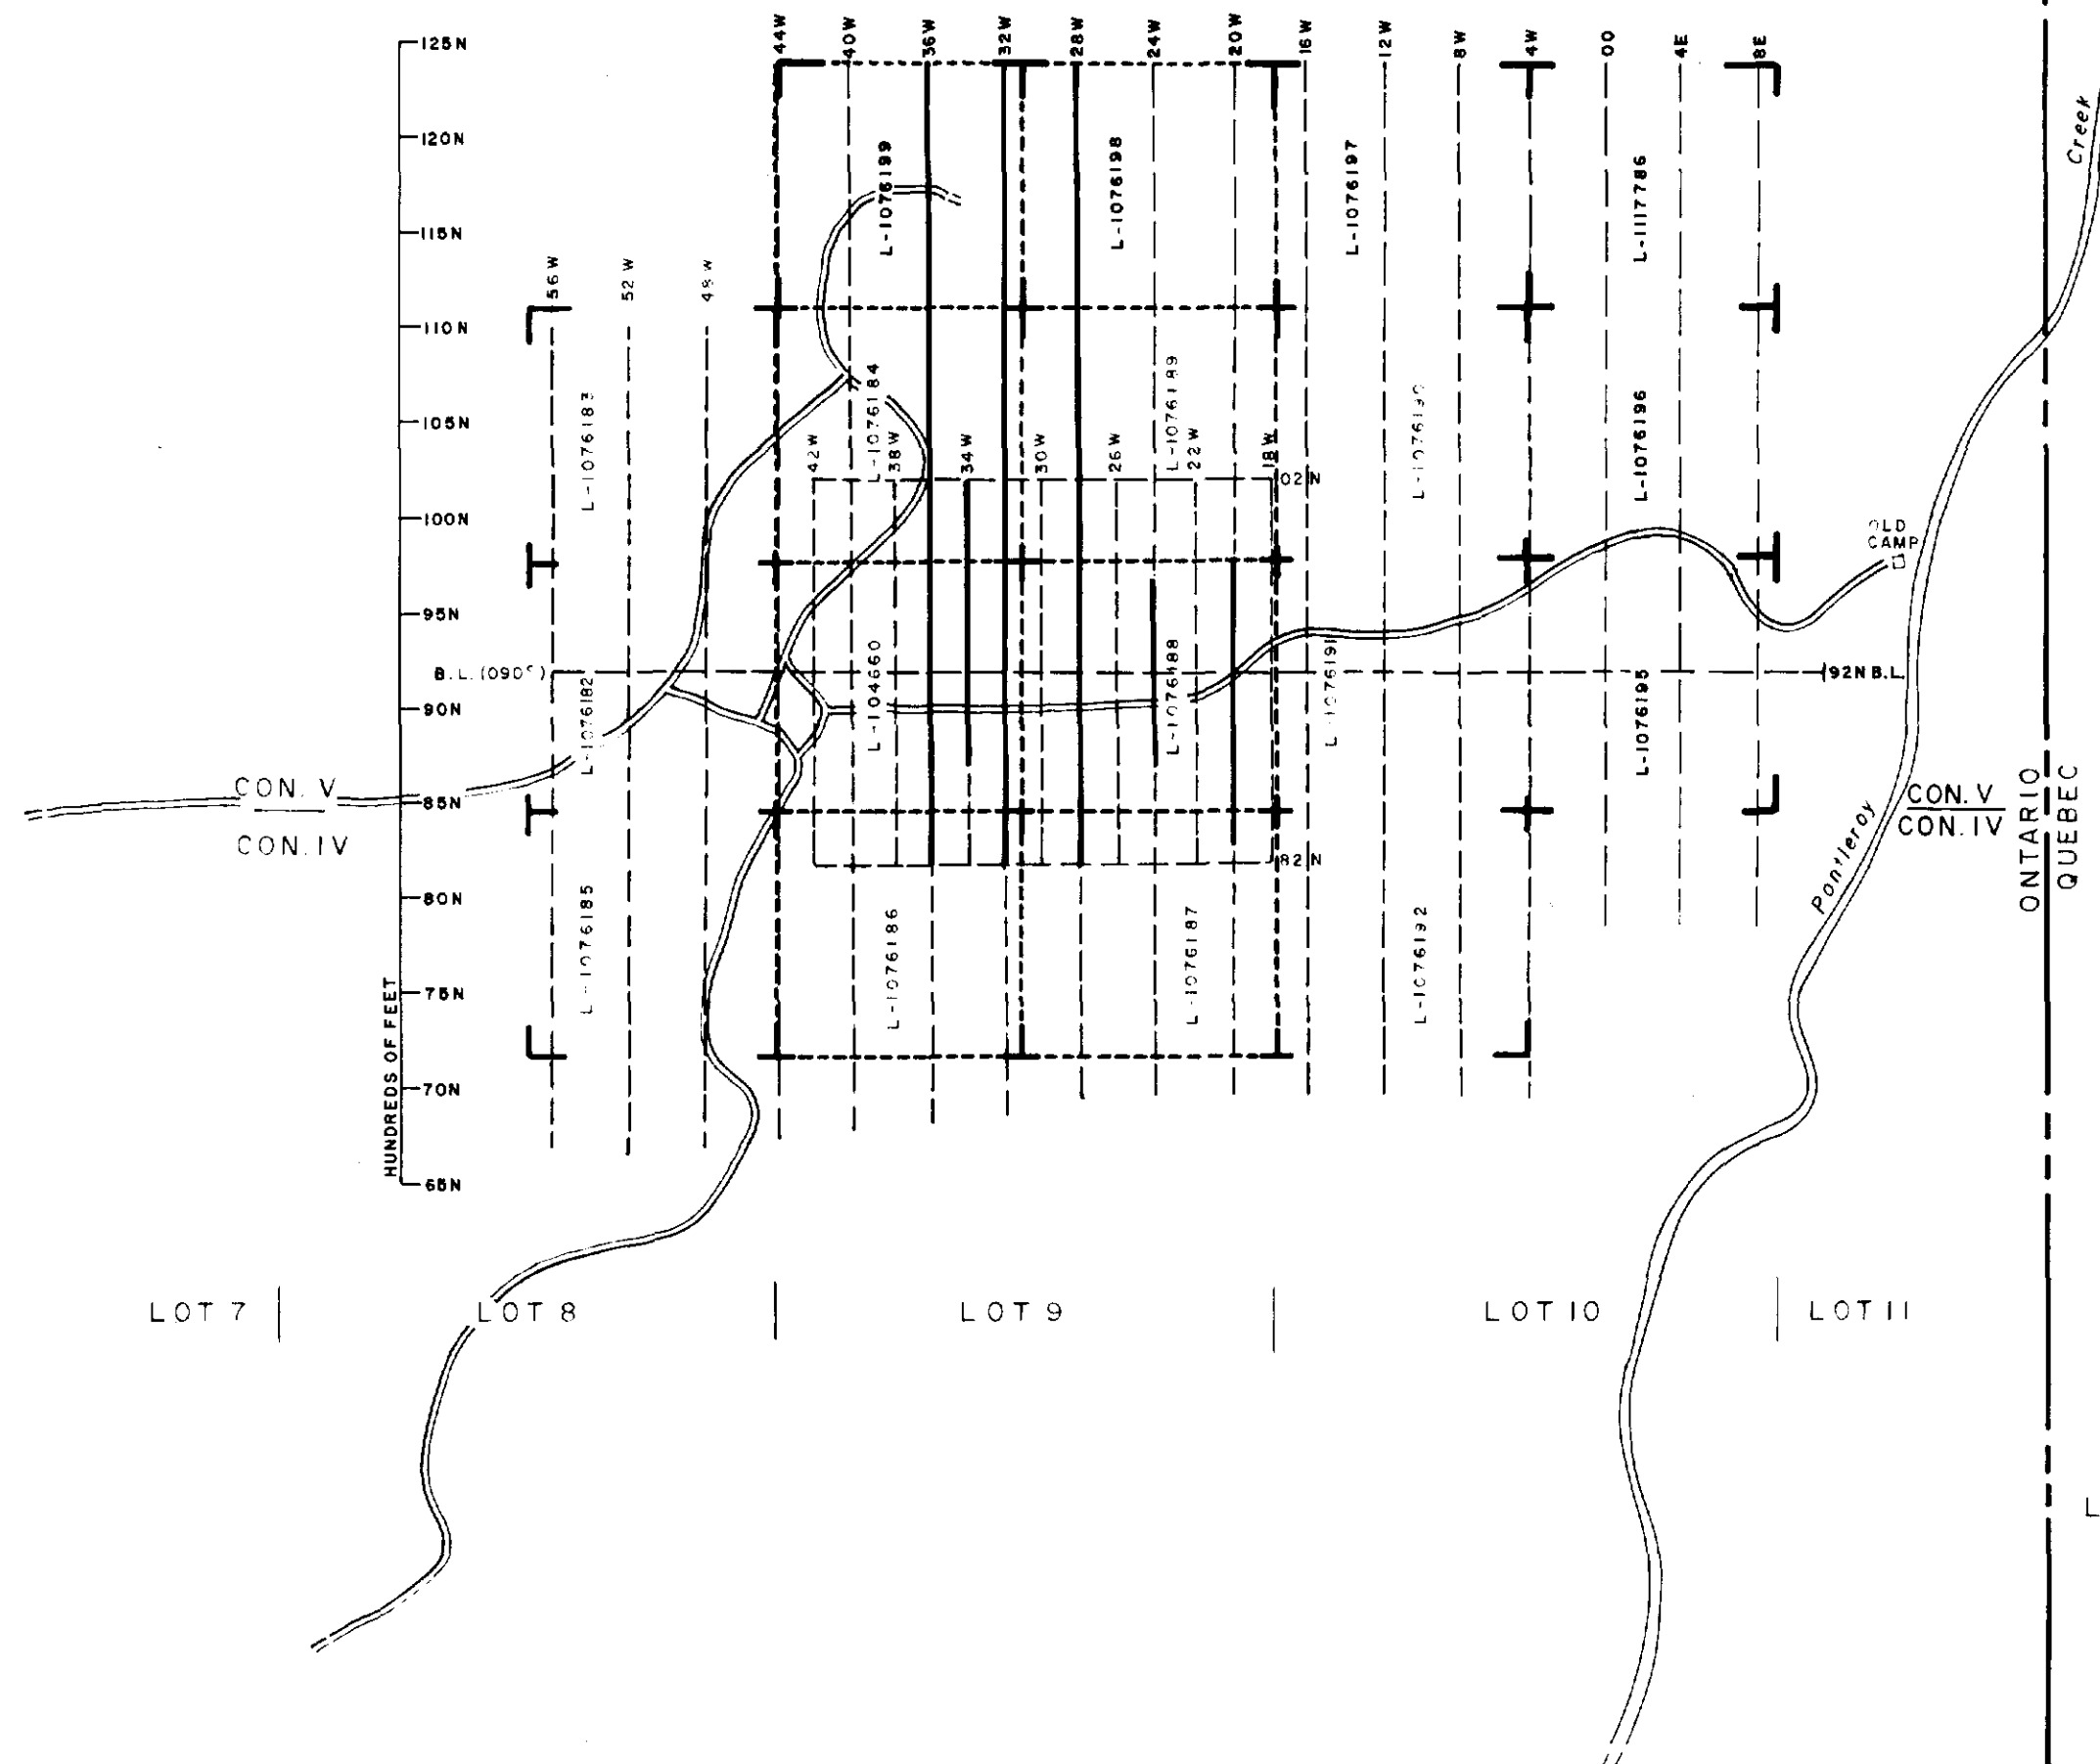 44W
40W
36W
32W
28W
24W
20W
16W
12W
8W
4W
00
4E
8E
125N
120N
115N
110N
105N
100N
95N
90N
85N
80N
75N
70N
65N
HUNDREDS OF FEET
56W
52W
48W
L-1076199
L-1076198
L-1076197
L-1117786
Creek
L-1076183
L-1076184
L-1076189
L-1076190
L-1076196
42W
38W
34W
30W
26W
22W
18W
02N
OLD
CAMP
B.L. (090°)
92N B.L.
L-1076182
L-104660
L-1076188
L-1076191
L-1076195
CON. V
CON. IV
82N
Pontleroy
CON. V
CON. IV
ONTARIO
QUEBEC
L-1076185
L-1076186
L-1076187
L-1076192
LOT 7
LOT 8
LOT 9
LOT 10
LOT 11
L